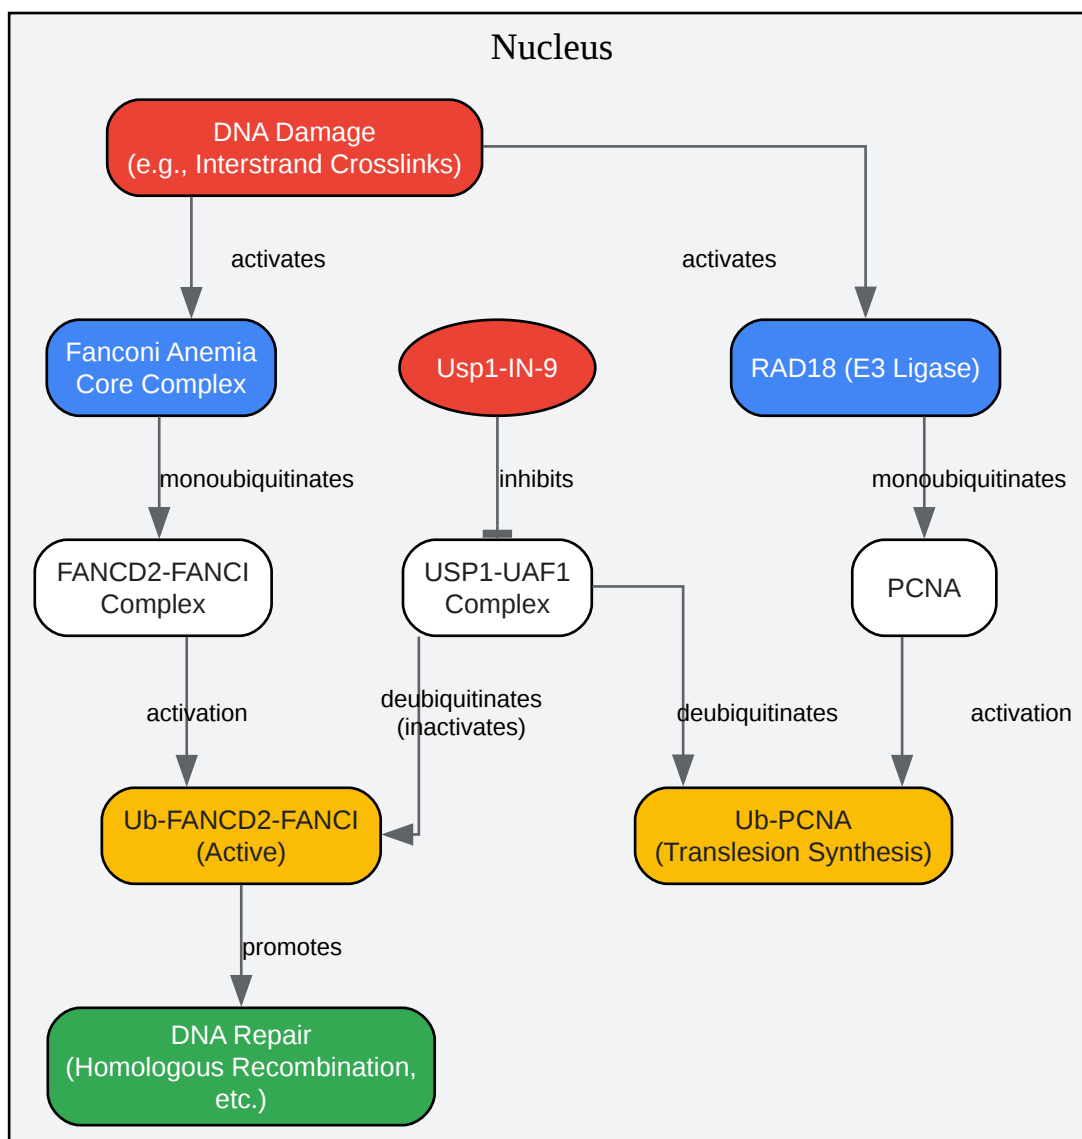 Nucleus
DNA Damage
(e.g., Interstrand Crosslinks)
activates
activates
Fanconi Anemia
Core Complex
Usp1-IN-9
RAD18 (E3 Ligase)
monoubiquitinates
inhibits
monoubiquitinates
FANCD2-FANCI
Complex
USP1-UAF1
Complex
PCNA
activation
deubiquitinates
(inactivates)
deubiquitinates
activation
Ub-FANCD2-FANCI
(Active)
Ub-PCNA
(Translesion Synthesis)
promotes
DNA Repair
(Homologous Recombination,
etc.)